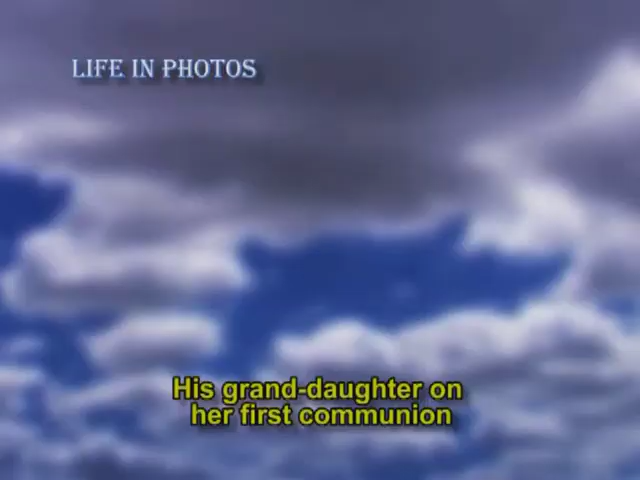 LIFE IN PHOTOS
His grand-daughter on
her first communion